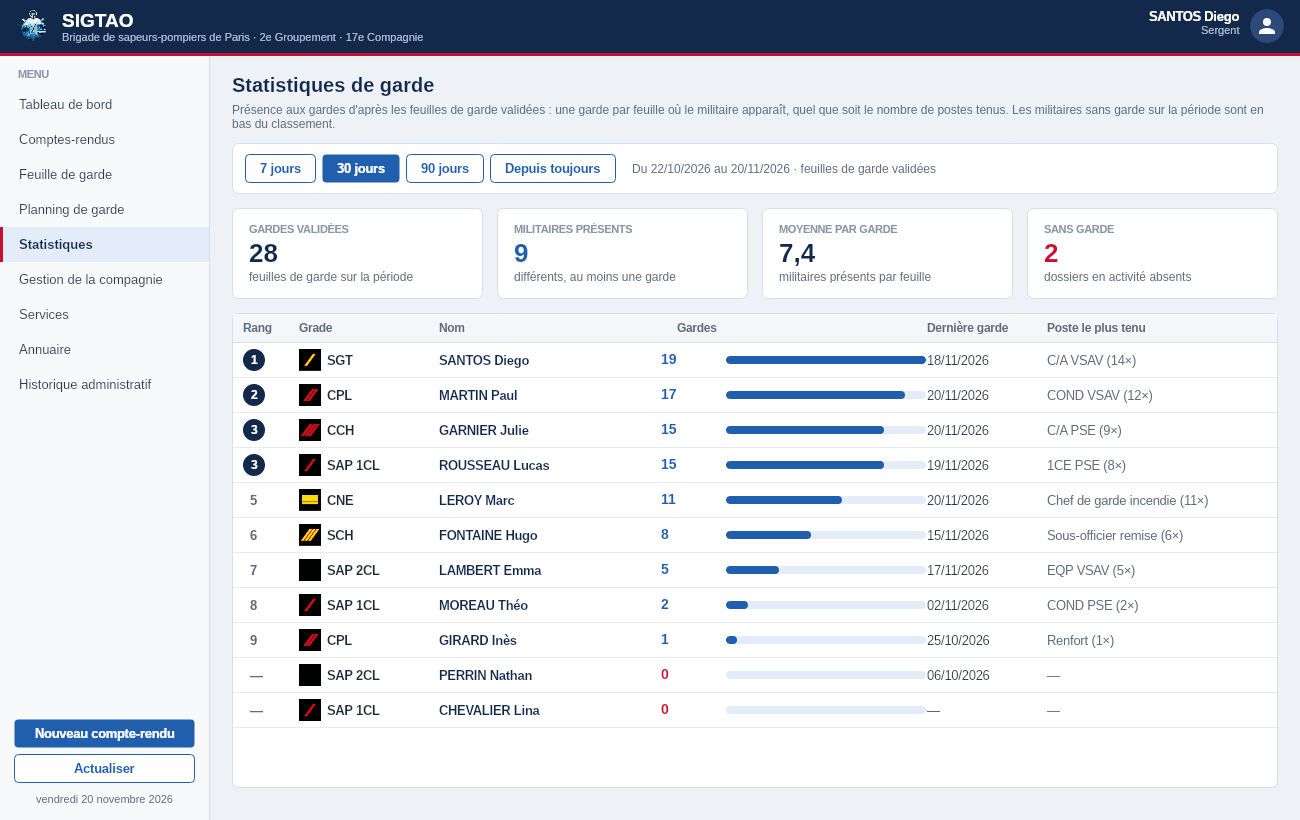 SIGTAO
Brigade de sapeurs-pompiers de Paris · 2e Groupement · 17e Compagnie
SANTOS Diego
Sergent
MENU
Tableau de bord
Comptes-rendus
Feuille de garde
Planning de garde
Statistiques
Gestion de la compagnie
Services
Annuaire
Historique administratif
Nouveau compte-rendu
Actualiser
vendredi 20 novembre 2026
Statistiques de garde
Présence aux gardes d'après les feuilles de garde validées : une garde par feuille où le militaire apparaît, quel que soit le nombre de postes tenus. Les militaires sans garde sur la période sont en
bas du classement.
7 jours 30 jours 90 jours Depuis toujours Du 22/10/2026 au 20/11/2026 · feuilles de garde validées
GARDES VALIDÉES
28
feuilles de garde sur la période
MILITAIRES PRÉSENTS
9
différents, au moins une garde
MOYENNE PAR GARDE
7,4
militaires présents par feuille
SANS GARDE
2
dossiers en activité absents
Rang Grade Nom Gardes Dernière garde Poste le plus tenu
1 SGT SANTOS Diego 19 18/11/2026 C/A VSAV (14×)
2 CPL MARTIN Paul 17 20/11/2026 COND VSAV (12×)
3 CCH GARNIER Julie 15 20/11/2026 C/A PSE (9×)
3 SAP 1CL ROUSSEAU Lucas 15 19/11/2026 1CE PSE (8×)
5 CNE LEROY Marc 11 20/11/2026 Chef de garde incendie (11×)
6 SCH FONTAINE Hugo 8 15/11/2026 Sous-officier remise (6×)
7 SAP 2CL LAMBERT Emma 5 17/11/2026 EQP VSAV (5×)
8 SAP 1CL MOREAU Théo 2 02/11/2026 COND PSE (2×)
9 CPL GIRARD Inès 1 25/10/2026 Renfort (1×)
— SAP 2CL PERRIN Nathan 0 06/10/2026 —
— SAP 1CL CHEVALIER Lina 0 — —